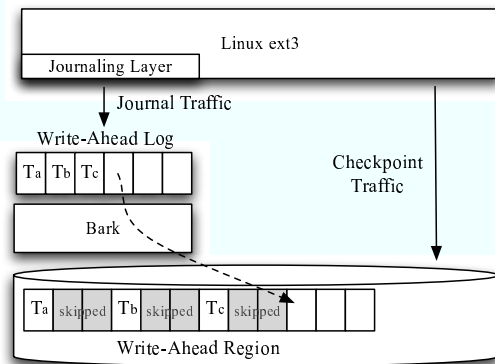 Linux ext3
Journaling Layer
Journal Traffic
Write-Ahead Log
Ta Tb Tc
Checkpoint
Traffic
Bark
Ta skipped Tb skipped Tc skipped
Write-Ahead Region